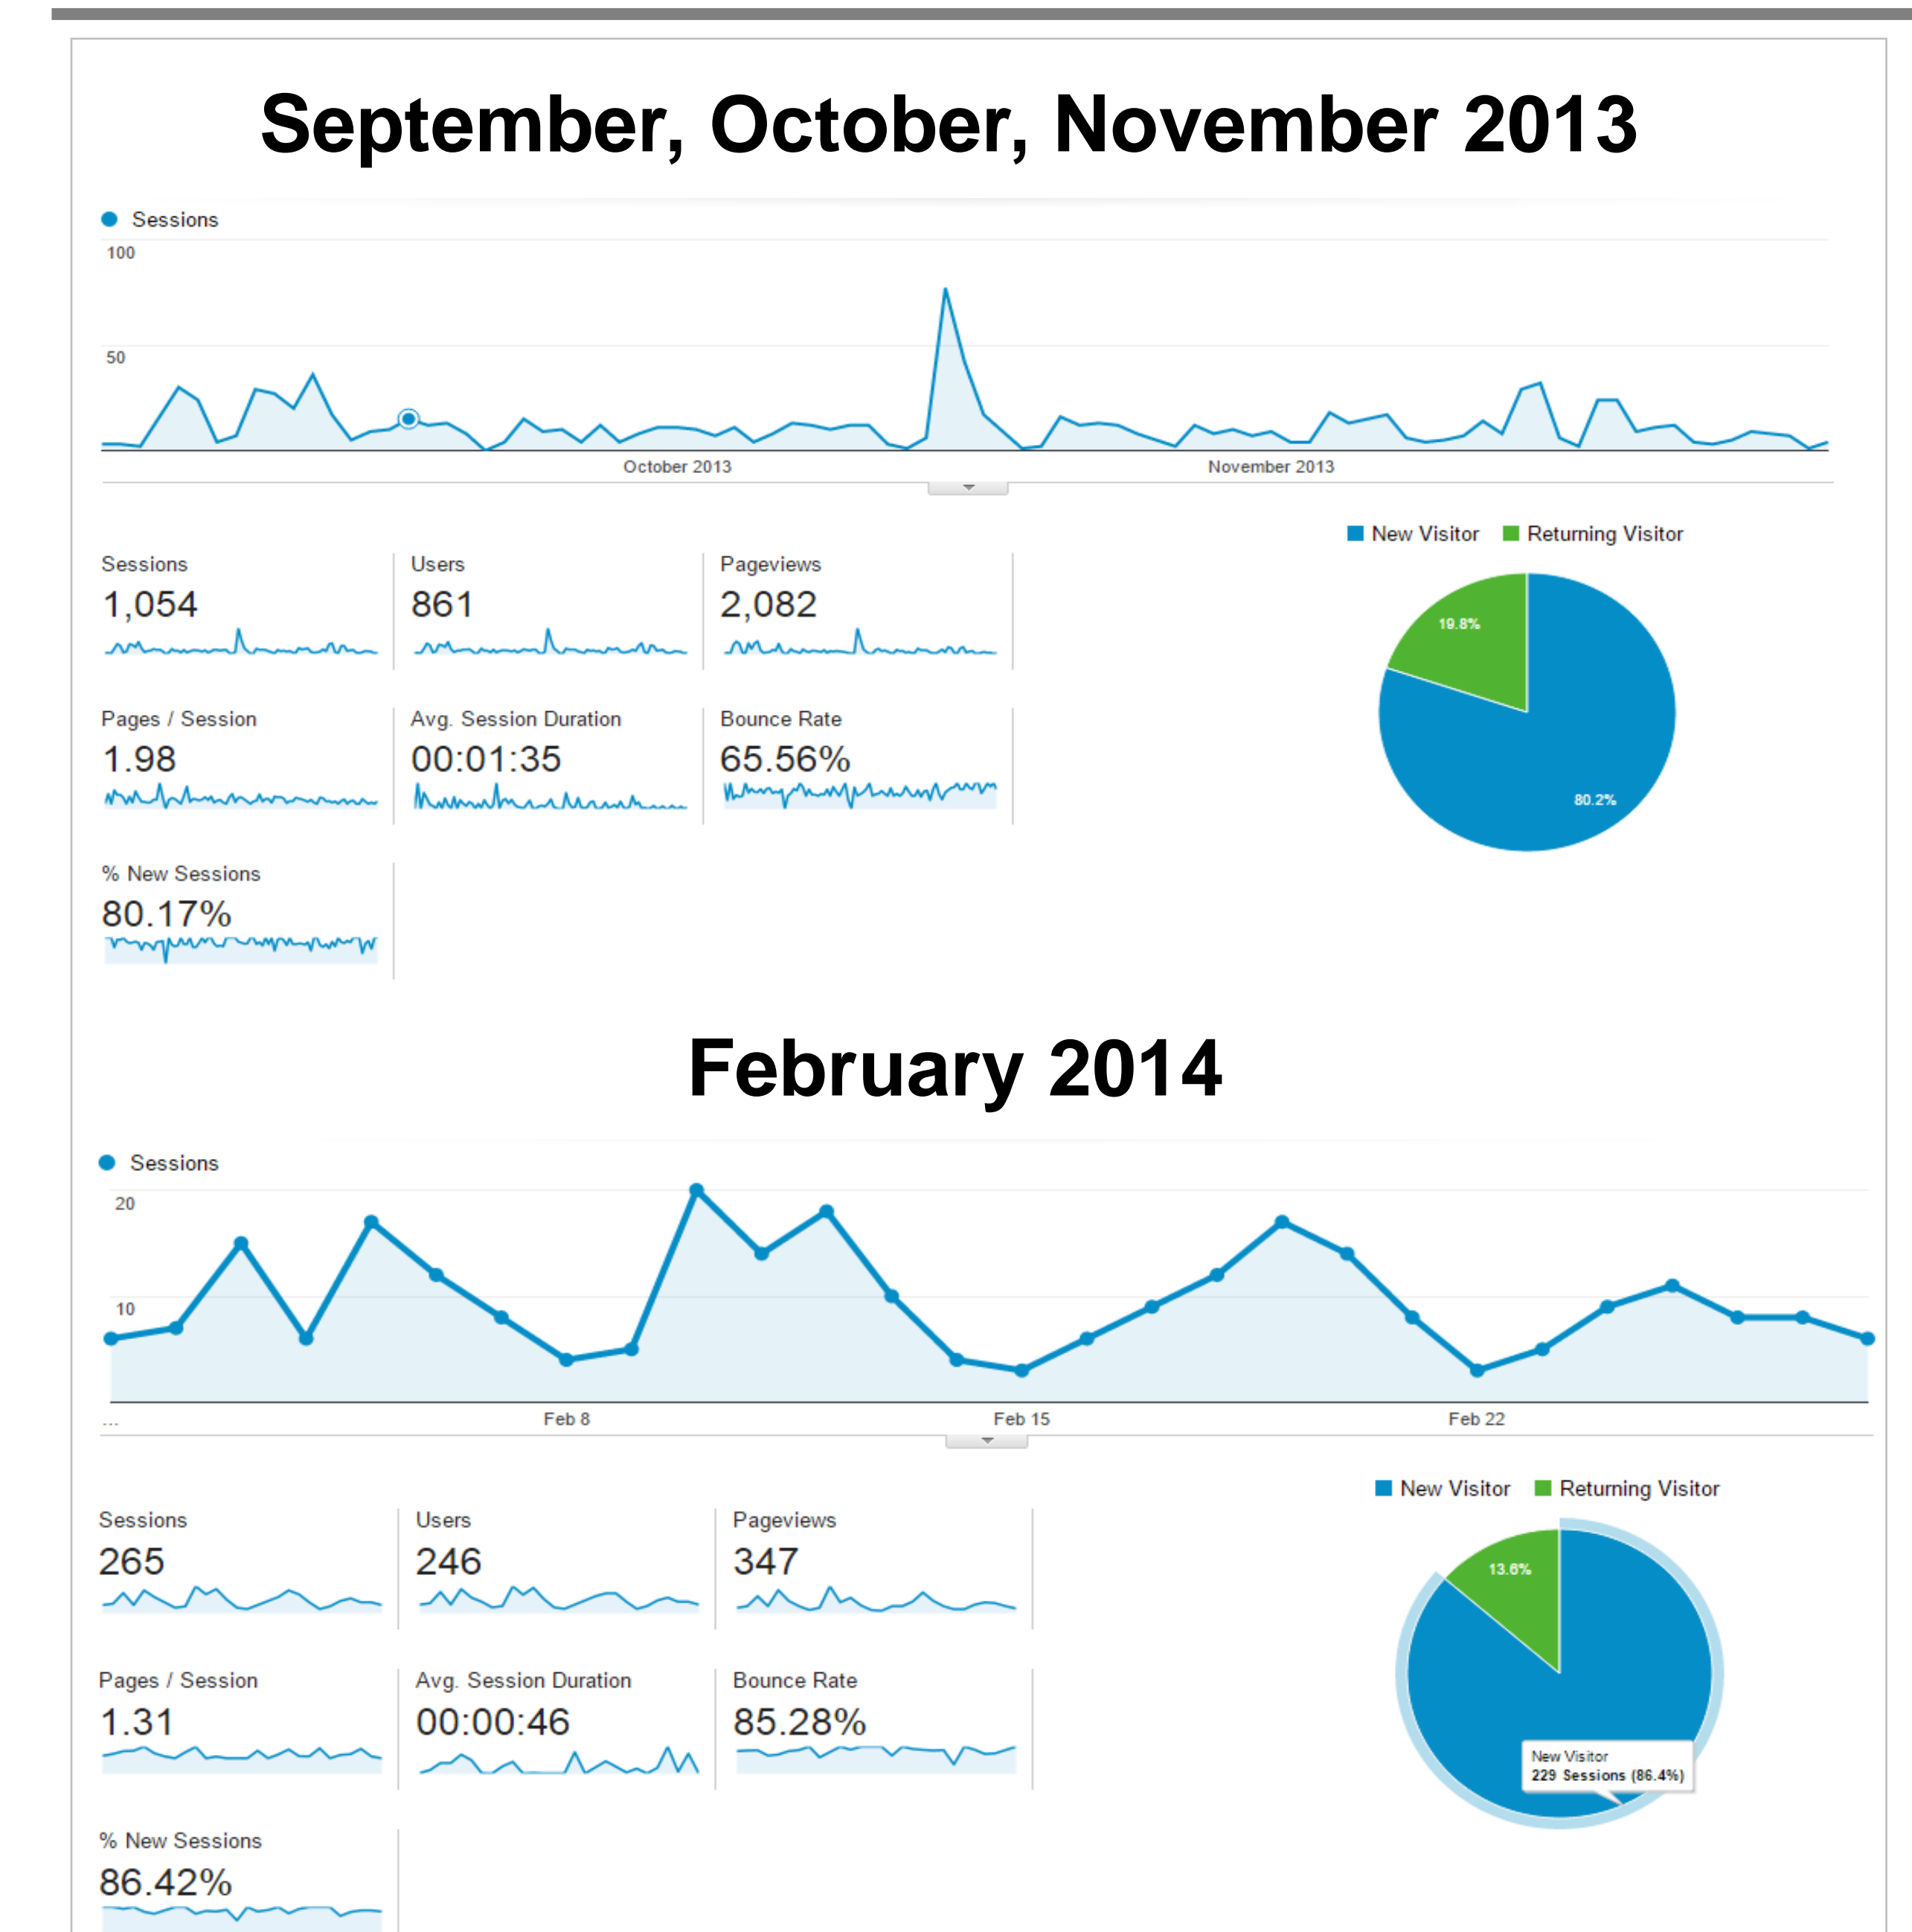 September, October, November 2013
Sessions
100
50
October 2013
November 2013
New Visitor
Returning Visitor
Sessions
Users
Pageviews
1,054
861
2,082
19.8%
80.2%
Pages / Session
Avg. Session Duration
Bounce Rate
1.98
00:01:35
65.56%
% New Sessions
80.17%
February 2014
Sessions
20
10
...
Feb 8
Feb 15
Feb 22
New Visitor
Returning Visitor
Sessions
Users
Pageviews
265
246
347
13.6%
Pages / Session
Avg. Session Duration
Bounce Rate
1.31
00:00:46
85.28%
New Visitor
229 Sessions (86.4%)
% New Sessions
86.42%